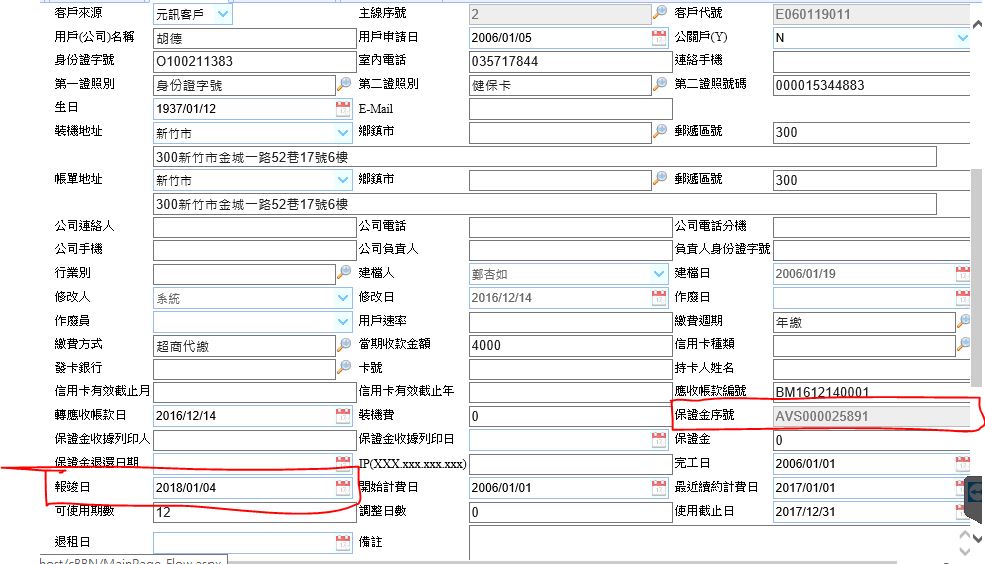 客戶來源 元訊客戶 主線序號 2 客戶代號 E060119011
用戶(公司)名稱 胡德 用戶申請日 2006/01/05 公關戶(Y) N
身份證字號 O100211383 室內電話 035717844 連絡手機
第一證照別 身份證字號 第二證照別 健保卡 第二證照號碼 000015344883
生日 1937/01/12 E-Mail
裝機地址 新竹市 鄉鎮市 郵遞區號 300
300新竹市金城一路52巷17號6樓
帳單地址 新竹市 鄉鎮市 郵遞區號 300
300新竹市金城一路52巷17號6樓
公司連絡人 公司電話 公司電話分機
公司手機 公司負責人 負責人身份證字號
行業別 建檔人 鄭杏如 建檔日 2006/01/19
修改人 系統 修改日 2016/12/14 作廢日
作廢員 用戶速率 繳費週期 年繳
繳費方式 超商代繳 當期收款金額 4000 信用卡種類
發卡銀行 卡號 持卡人姓名
信用卡有效截止月 信用卡有效截止年 應收帳款編號 BM1612140001
轉應收帳款日 2016/12/14 裝機費 0 保證金序號 AVS000025891
保證金收據列印人 保證金收據列印日 保證金 0
保證金退還日期 IP(XXX.xxx.xxx.xxx) 完工日 2006/01/01
報竣日 2018/01/04 開始計費日 2006/01/01 最近續約計費日 2017/01/01
可使用期數 12 調整日數 0 使用截止日 2017/12/31
退租日 備註
host/cBBN/MainPage_Flow.aspx